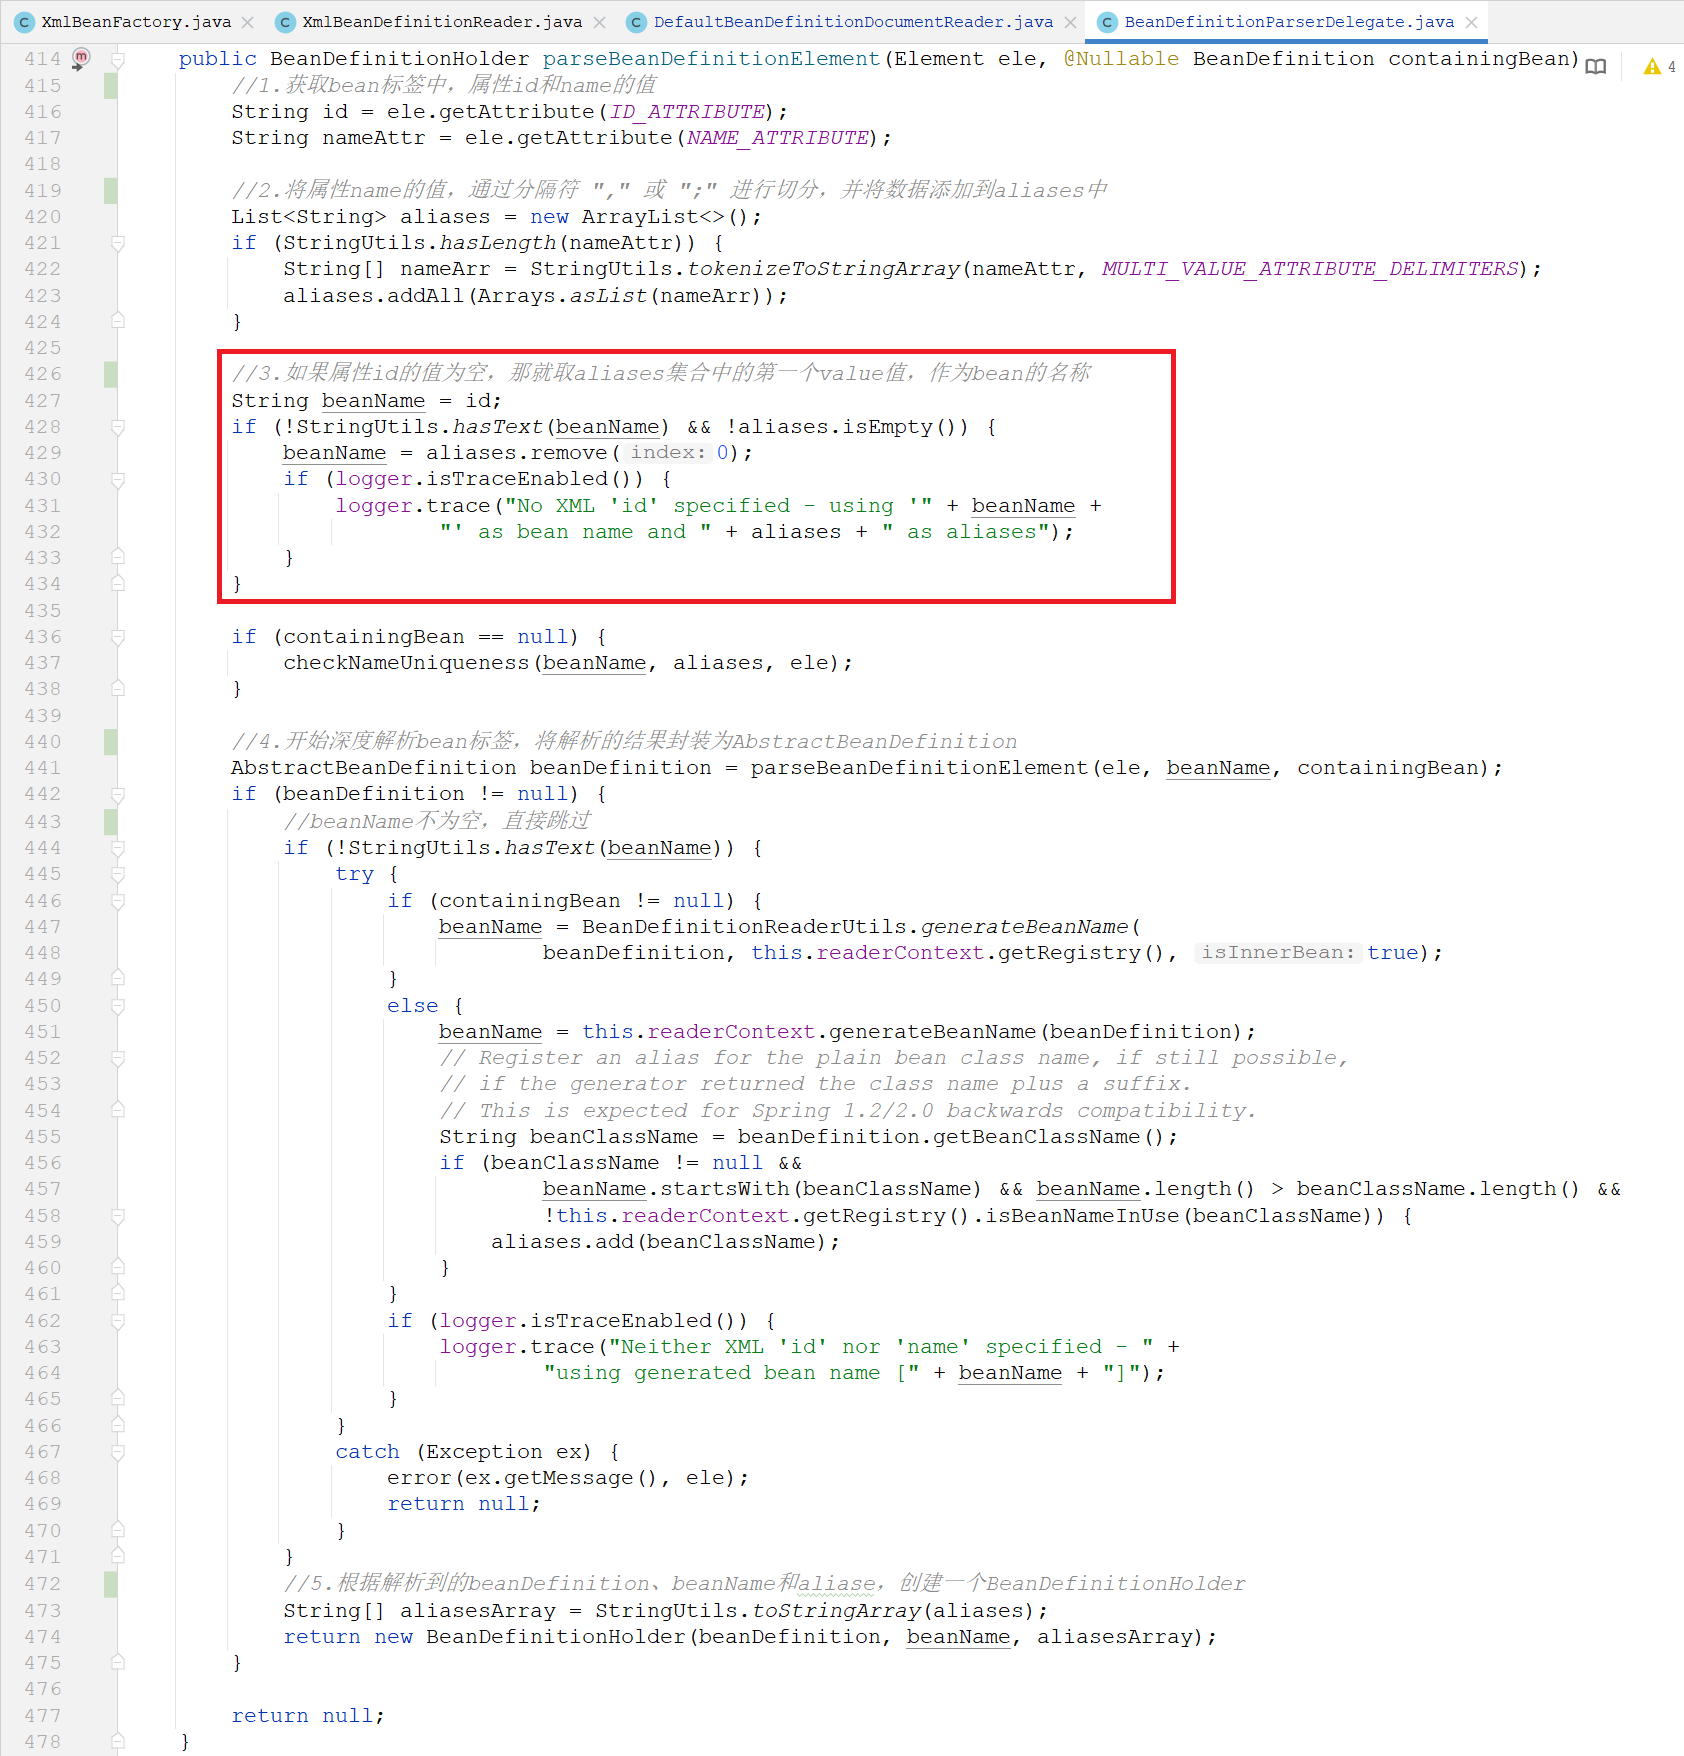 XmlBeanFactory.java XmlBeanDefinitionReader.java DefaultBeanDefinitionDocumentReader.java BeanDefinitionParserDelegate.java
414 public BeanDefinitionHolder parseBeanDefinitionElement(Element ele, @Nullable BeanDefinition containingBean) 4
415 //1.获取bean标签中，属性id和name的值
416 String id = ele.getAttribute(ID_ATTRIBUTE);
417 String nameAttr = ele.getAttribute(NAME_ATTRIBUTE);
418
419 //2.将属性name的值，通过分隔符 "," 或 ";" 进行切分，并将数据添加到aliases中
420 List<String> aliases = new ArrayList<>();
421 if (StringUtils.hasLength(nameAttr)) {
422 String[] nameArr = StringUtils.tokenizeToStringArray(nameAttr, MULTI_VALUE_ATTRIBUTE_DELIMITERS);
423 aliases.addAll(Arrays.asList(nameArr));
424 }
425
426 //3.如果属性id的值为空，那就取aliases集合中的第一个value值，作为bean的名称
427 String beanName = id;
428 if (!StringUtils.hasText(beanName) && !aliases.isEmpty()) {
429 beanName = aliases.remove( index: 0);
430 if (logger.isTraceEnabled()) {
431 logger.trace("No XML 'id' specified - using '" + beanName +
432 "' as bean name and " + aliases + " as aliases");
433 }
434 }
435
436 if (containingBean == null) {
437 checkNameUniqueness(beanName, aliases, ele);
438 }
439
440 //4.开始深度解析bean标签，将解析的结果封装为AbstractBeanDefinition
441 AbstractBeanDefinition beanDefinition = parseBeanDefinitionElement(ele, beanName, containingBean);
442 if (beanDefinition != null) {
443 //beanName不为空，直接跳过
444 if (!StringUtils.hasText(beanName)) {
445 try {
446 if (containingBean != null) {
447 beanName = BeanDefinitionReaderUtils.generateBeanName(
448 beanDefinition, this.readerContext.getRegistry(), isInnerBean: true);
449 }
450 else {
451 beanName = this.readerContext.generateBeanName(beanDefinition);
452 // Register an alias for the plain bean class name, if still possible,
453 // if the generator returned the class name plus a suffix.
454 // This is expected for Spring 1.2/2.0 backwards compatibility.
455 String beanClassName = beanDefinition.getBeanClassName();
456 if (beanClassName != null &&
457 beanName.startsWith(beanClassName) && beanName.length() > beanClassName.length() &&
458 !this.readerContext.getRegistry().isBeanNameInUse(beanClassName)) {
459 aliases.add(beanClassName);
460 }
461 }
462 if (logger.isTraceEnabled()) {
463 logger.trace("Neither XML 'id' nor 'name' specified - " +
464 "using generated bean name [" + beanName + "]");
465 }
466 }
467 catch (Exception ex) {
468 error(ex.getMessage(), ele);
469 return null;
470 }
471 }
472 //5.根据解析到的beanDefinition、beanName和aliase，创建一个BeanDefinitionHolder
473 String[] aliasesArray = StringUtils.toStringArray(aliases);
474 return new BeanDefinitionHolder(beanDefinition, beanName, aliasesArray);
475 }
476
477 return null;
478 }